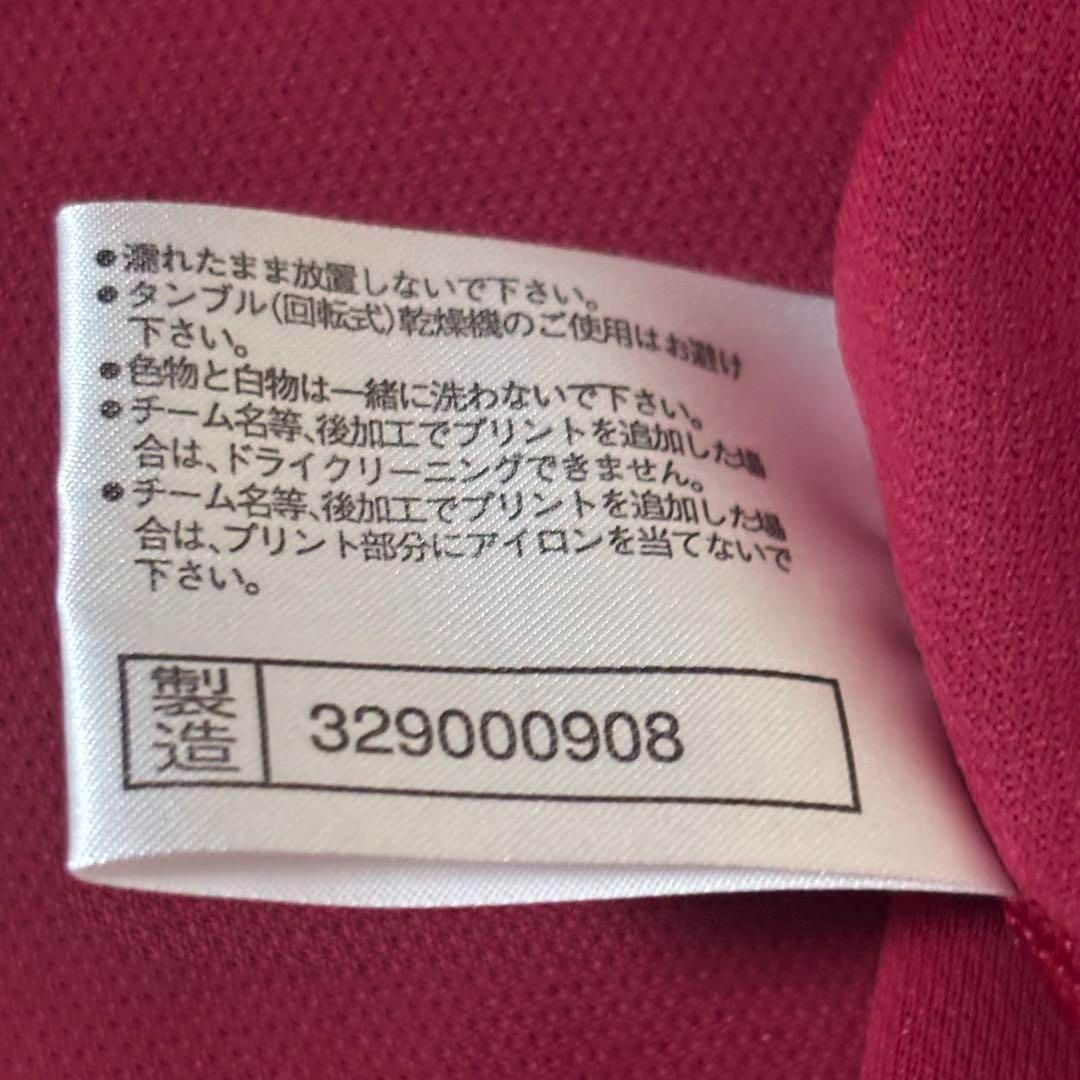 ●濡れたまま放置しないで下さい。
●タンブル(回転式)乾燥機のご使用はお避け
下さい。
●色物と白物は一緒に洗わないで下さい。
●チーム名等、後加工でプリントを追加した場
合は、ドライクリーニングできません。
●チーム名等、後加工でプリントを追加した場
合は、プリント部分にアイロンを当てないで
下さい。
製造 329000908